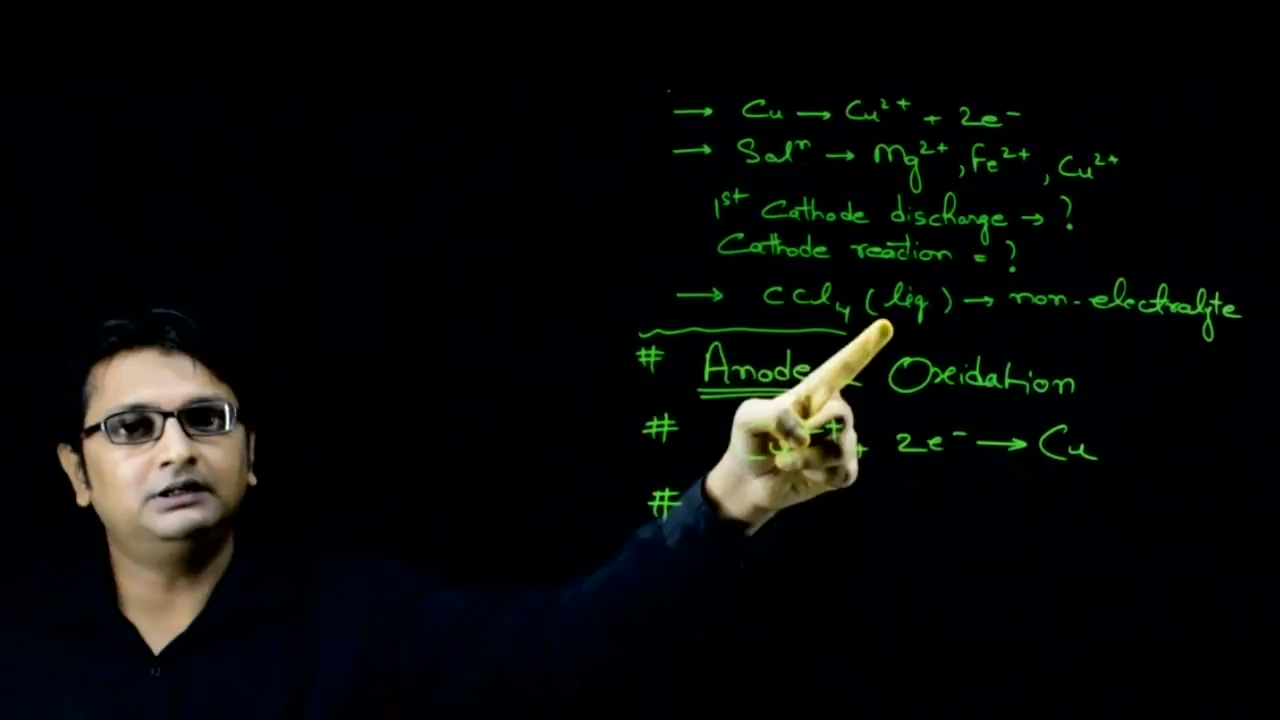 → Cu → Cu²⁺ + 2e⁻
→ Solⁿ → Mg²⁺, Fe²⁺, Cu²⁺
1ˢᵗ Cathode discharge → ?
Cathode reaction = ?
→ CCl₄ (liq) → non-electrolyte
# Anode Oxidation
# + 2e⁻ → Cu
#